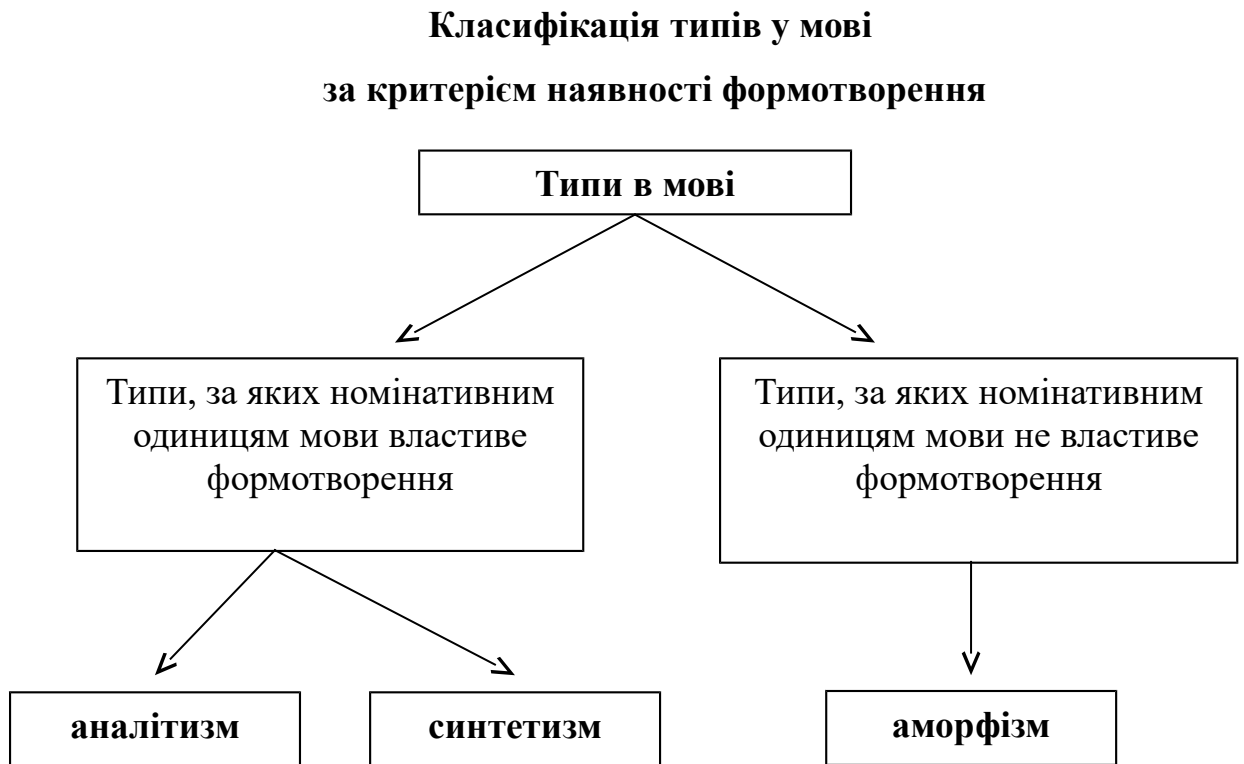 Класифікація типів у мові
за критерієм наявності формотворення
Типи в мові
Типи, за яких номінативним
одиницям мови властиве
формотворення
Типи, за яких номінативним
одиницям мови не властиве
формотворення
аналітизм
синтетизм
аморфізм